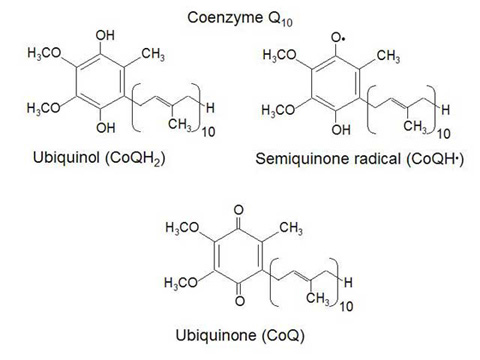 Coenzyme Q10
OH
H3CO CH3
H3CO H
CH3 10
OH
Ubiquinol (CoQH2)
O•
H3CO CH3
H3CO H
CH3 10
OH
Semiquinone radical (CoQH•)
O
H3CO CH3
H3CO H
CH3 10
O
Ubiquinone (CoQ)